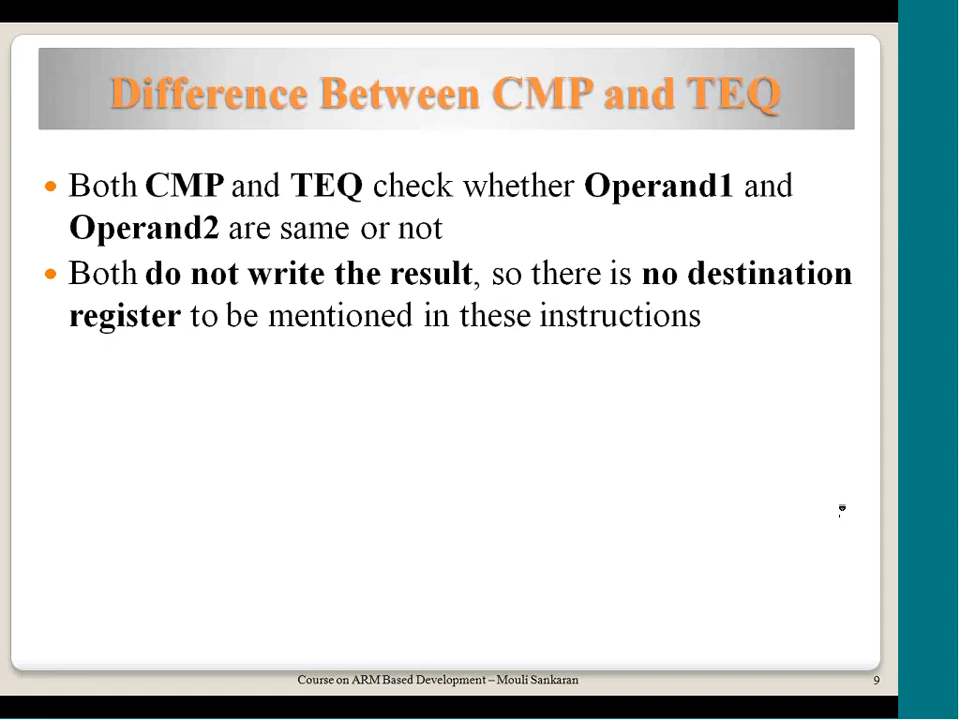 Difference Between CMP and TEQ
Both CMP and TEQ check whether Operand1 and
Operand2 are same or not
Both do not write the result, so there is no destination
register to be mentioned in these instructions
Course on ARM Based Development – Mouli Sankaran
9